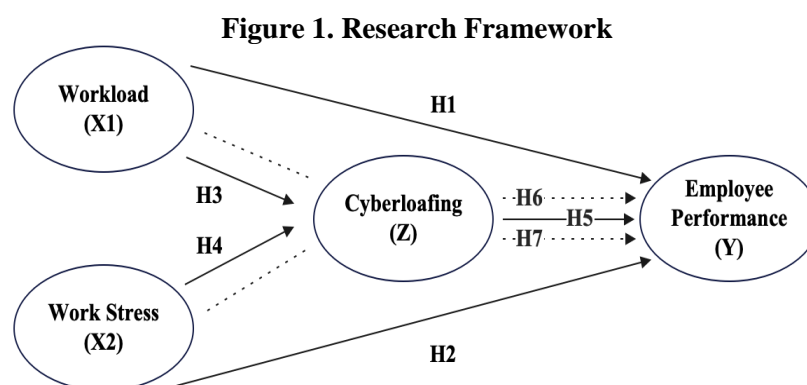 Figure 1. Research Framework
Workload
(X1)
H1
H3
Cyberloafing
(Z)
H6
H5
H7
Employee
Performance
(Y)
H4
Work Stress
(X2)
H2